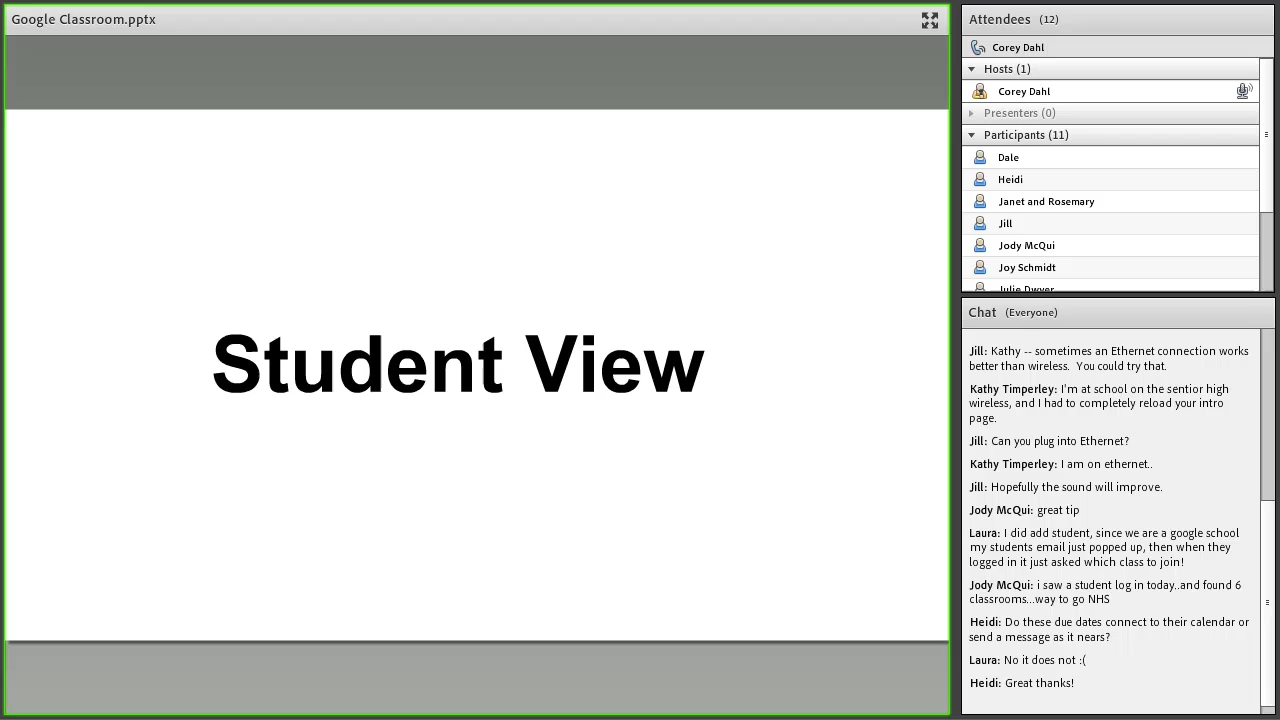 Google Classroom.pptx
Student View
Attendees (12)
Corey Dahl
Hosts (1)
Corey Dahl
Presenters (0)
Participants (11)
Dale
Heidi
Janet and Rosemary
Jill
Jody McQui
Joy Schmidt
Julie Dwyer
Chat (Everyone)
Jill: Kathy -- sometimes an Ethernet connection works
better than wireless. You could try that.
Kathy Timperley: I'm at school on the sentior high
wireless, and I had to completely reload your intro
page.
Jill: Can you plug into Ethernet?
Kathy Timperley: I am on ethernet..
Jill: Hopefully the sound will improve.
Jody McQui: great tip
Laura: I did add student, since we are a google school
my students email just popped up, then when they
logged in it just asked which class to join!
Jody McQui: i saw a student log in today..and found 6
classrooms...way to go NHS
Heidi: Do these due dates connect to their calendar or
send a message as it nears?
Laura: No it does not :(
Heidi: Great thanks!